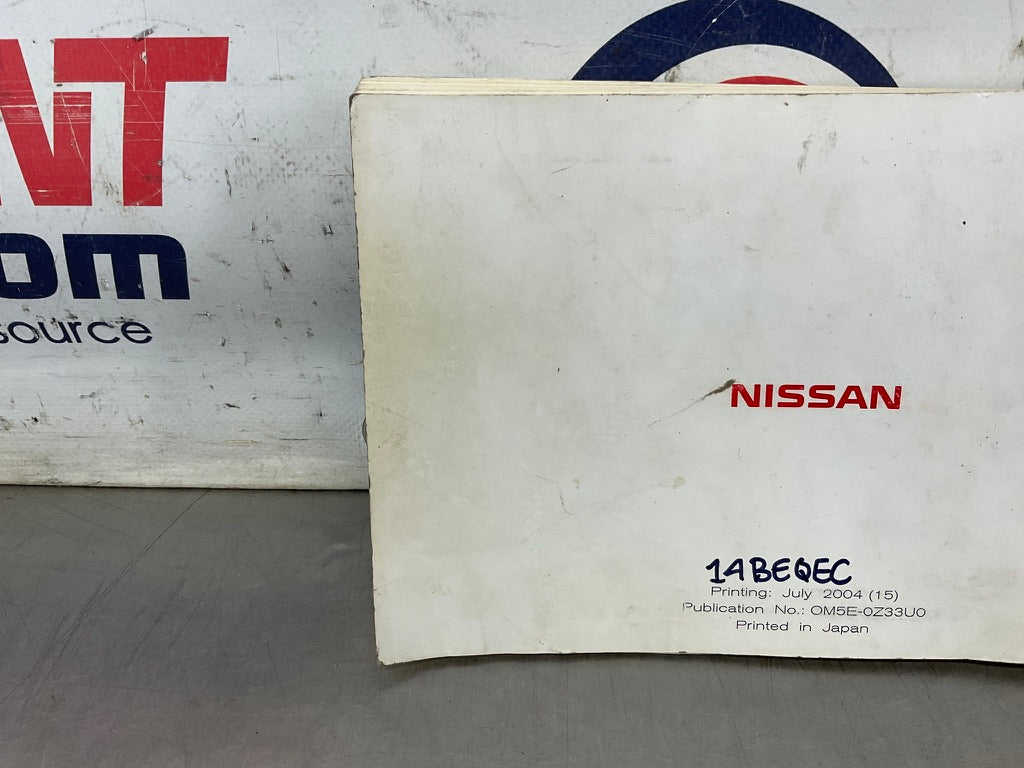 NT
om
source
NISSAN
14BEQEC
Printing: July 2004 (15)
Publication No.: OM5E-0Z33U0
Printed in Japan